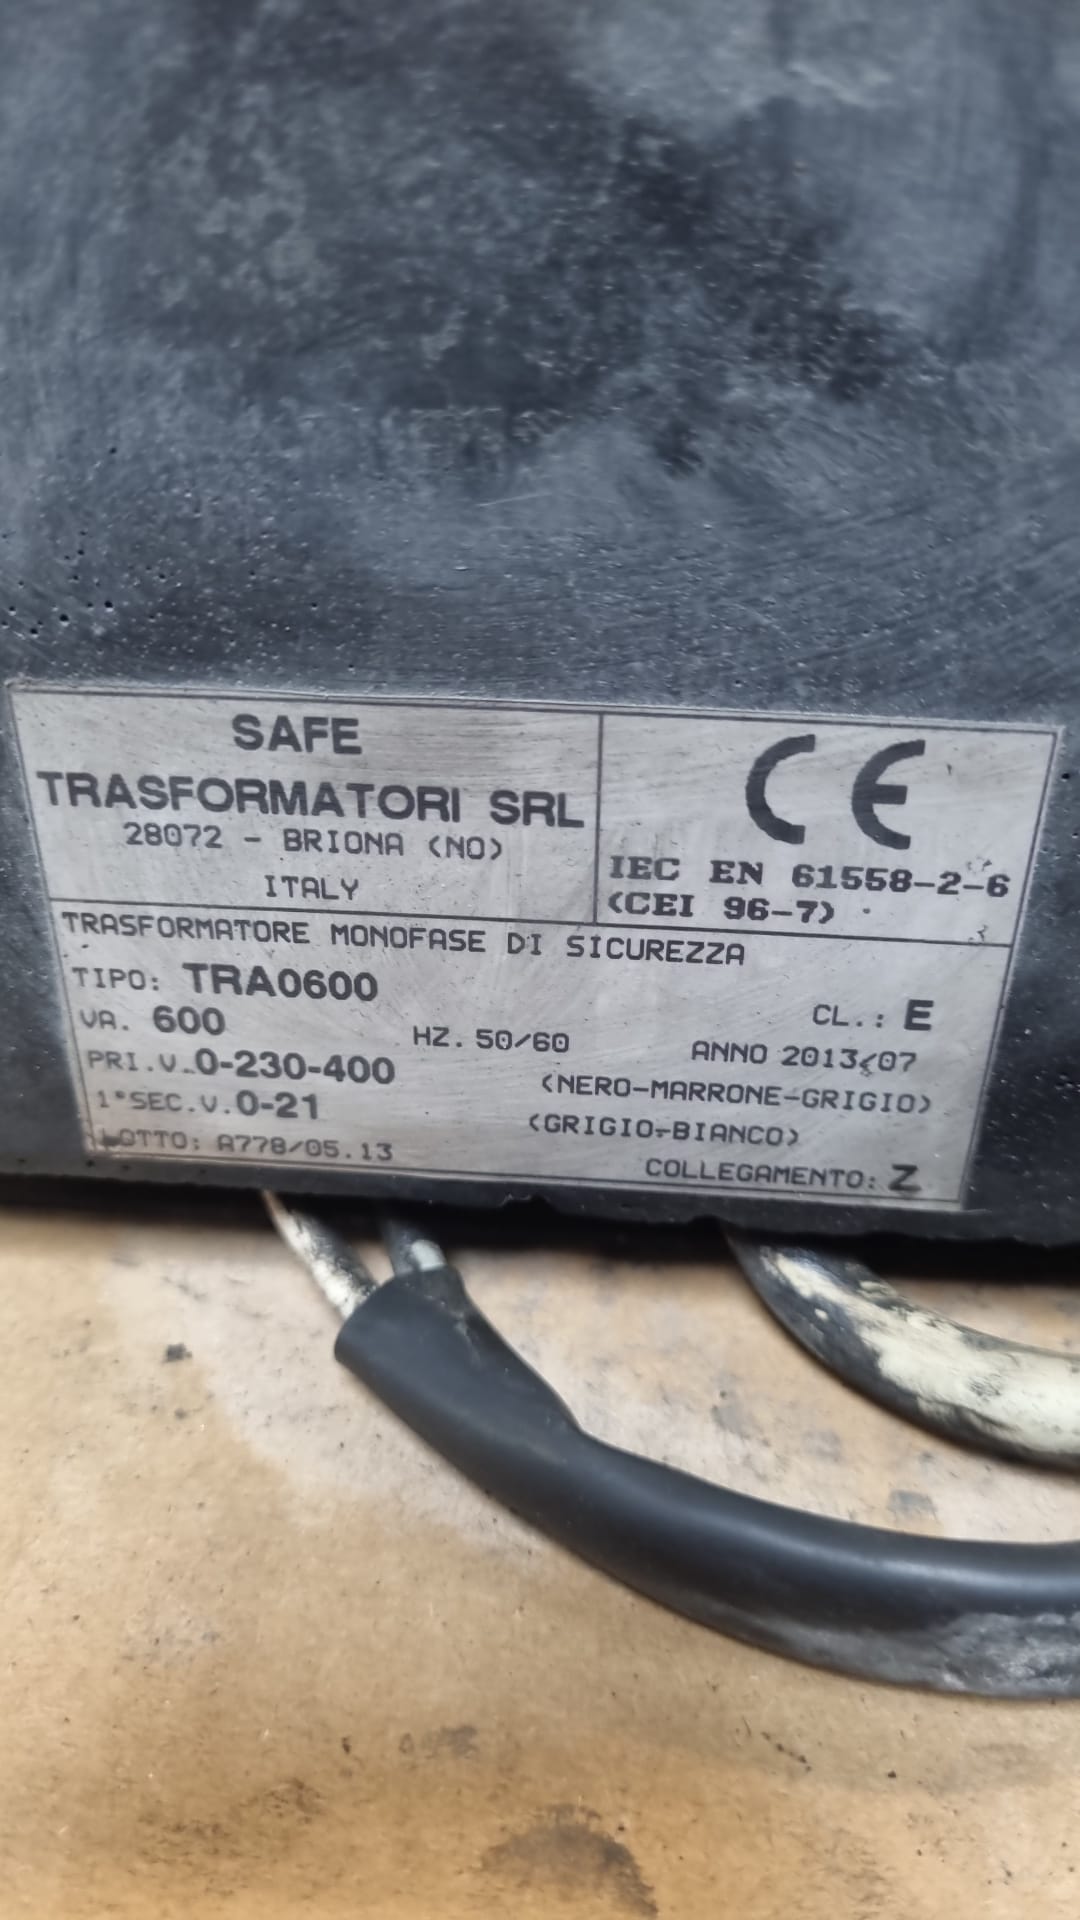 SAFE
TRASFORMATORI SRL
28072 - BRIONA (NO)
ITALY
CE
IEC EN 61558-2-6
(CEI 96-7)
TRASFORMATORE MONOFASE DI SICUREZZA
TIPO: TRA0600
CL.: E
VA. 600 HZ. 50/60 ANNO 2013/07
PRI.V. 0-230-400 (NERO-MARRONE-GRIGIO)
1°SEC.V. 0-21 (GRIGIO-BIANCO)
LOTTO: A778/05.13 COLLEGAMENTO: Z